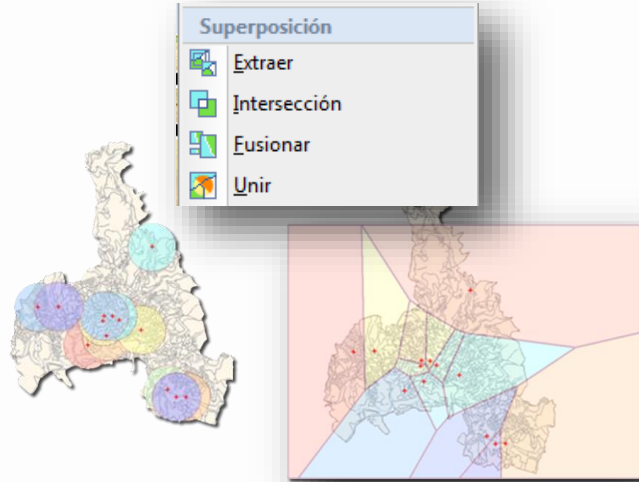 Superposición
Extraer
Intersección
Fusionar
Unir